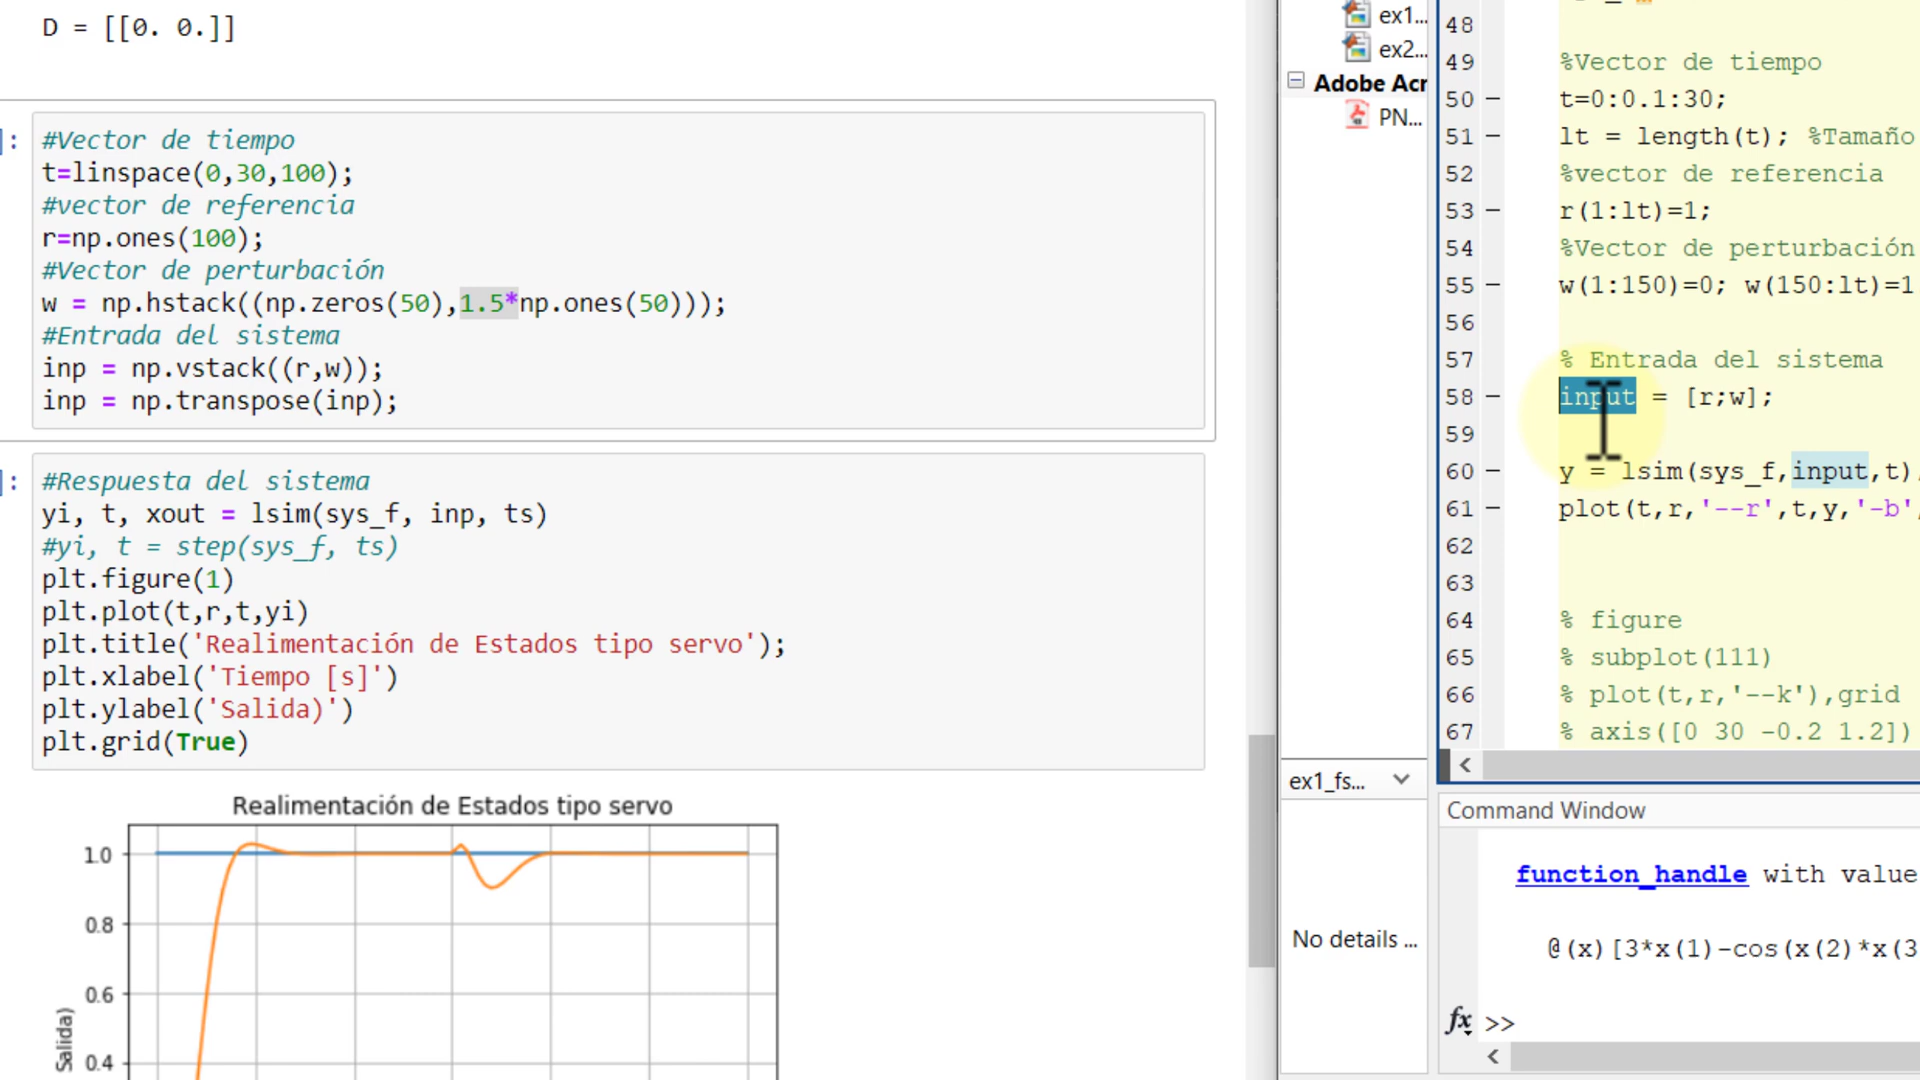 D = [[0. 0.]]
]:
#Vector de tiempo
t=linspace(0,30,100);
#vector de referencia
r=np.ones(100);
#Vector de perturbación
w = np.hstack((np.zeros(50),1.5*np.ones(50)));
#Entrada del sistema
inp = np.vstack((r,w));
inp = np.transpose(inp);
]:
#Respuesta del sistema
yi, t, xout = lsim(sys_f, inp, ts)
#yi, t = step(sys_f, ts)
plt.figure(1)
plt.plot(t,r,t,yi)
plt.title('Realimentación de Estados tipo servo');
plt.xlabel('Tiempo [s]')
plt.ylabel('Salida)')
plt.grid(True)
Realimentación de Estados tipo servo
1.0
0.8
0.6
0.4
Salida)
ex1...
ex2...
Adobe Acr
PN...
ex1_fs...
No details ...
48
49 %Vector de tiempo
50 – t=0:0.1:30;
51 – lt = length(t); %Tamaño
52 %vector de referencia
53 – r(1:lt)=1;
54 %Vector de perturbación
55 – w(1:150)=0; w(150:lt)=1
56
57 % Entrada del sistema
58 – input = [r;w];
59
60 – y = lsim(sys_f,input,t)
61 – plot(t,r,'--r',t,y,'-b'
62
63
64 % figure
65 % subplot(111)
66 % plot(t,r,'--k'),grid
67 % axis([0 30 -0.2 1.2])
Command Window
function_handle with value
@(x)[3*x(1)-cos(x(2)*x(3
fx >>